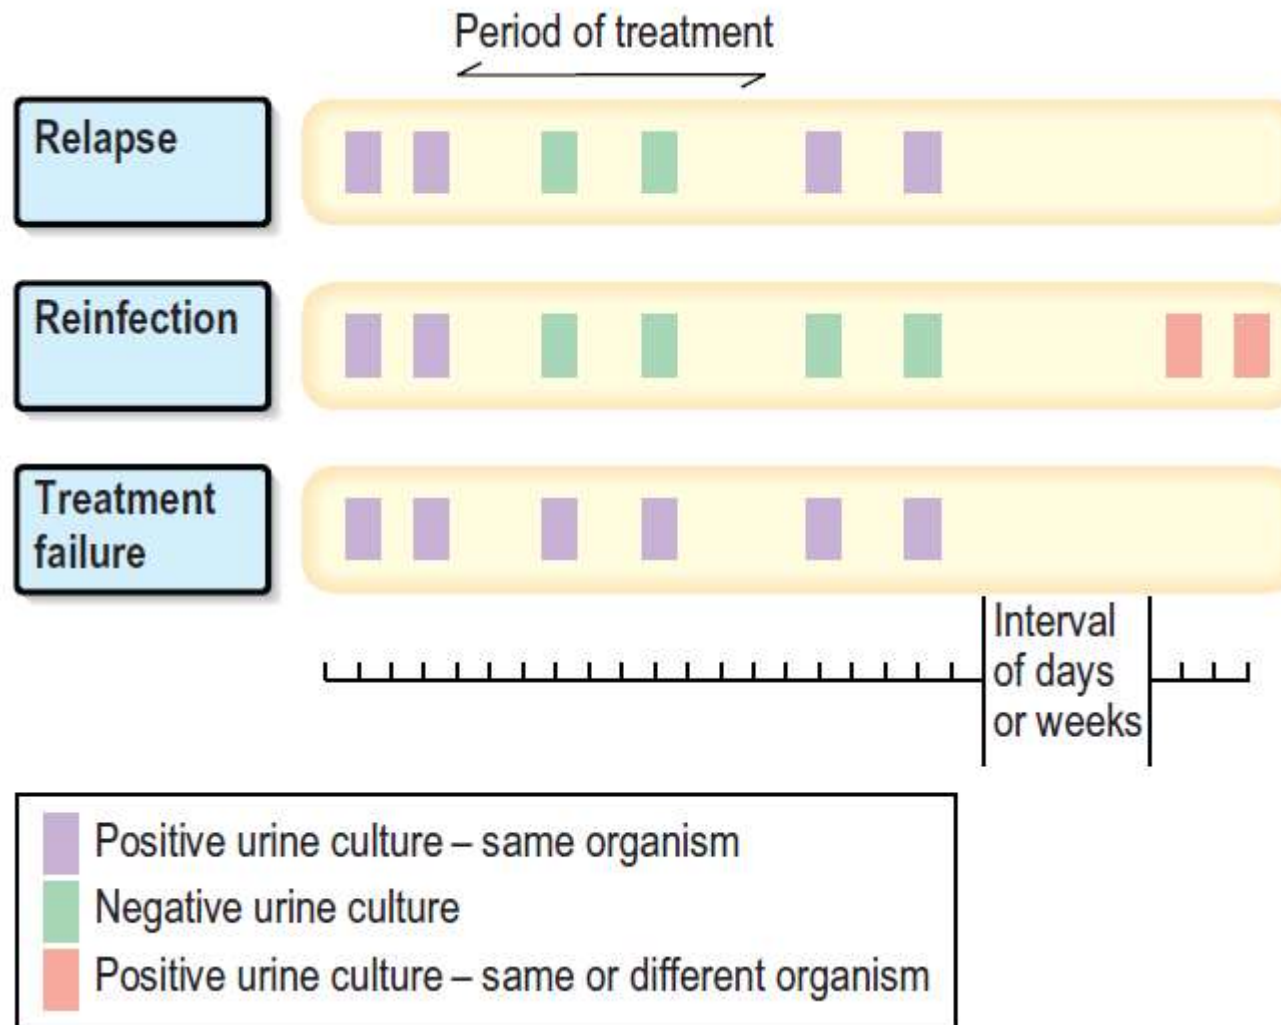 Period of treatment
Relapse
Reinfection
Treatment
failure
Interval
of days
or weeks
Positive urine culture – same organism
Negative urine culture
Positive urine culture – same or different organism